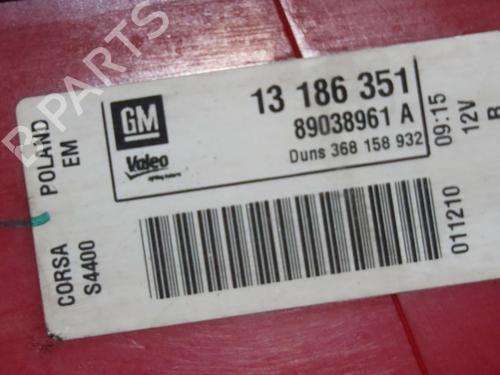 B-PARTS
POLAND
EM
CORSA
S4400
GM
Valeo
13 186 351
89038961 A
Duns 368 158 932
09:15
12V
R
011210